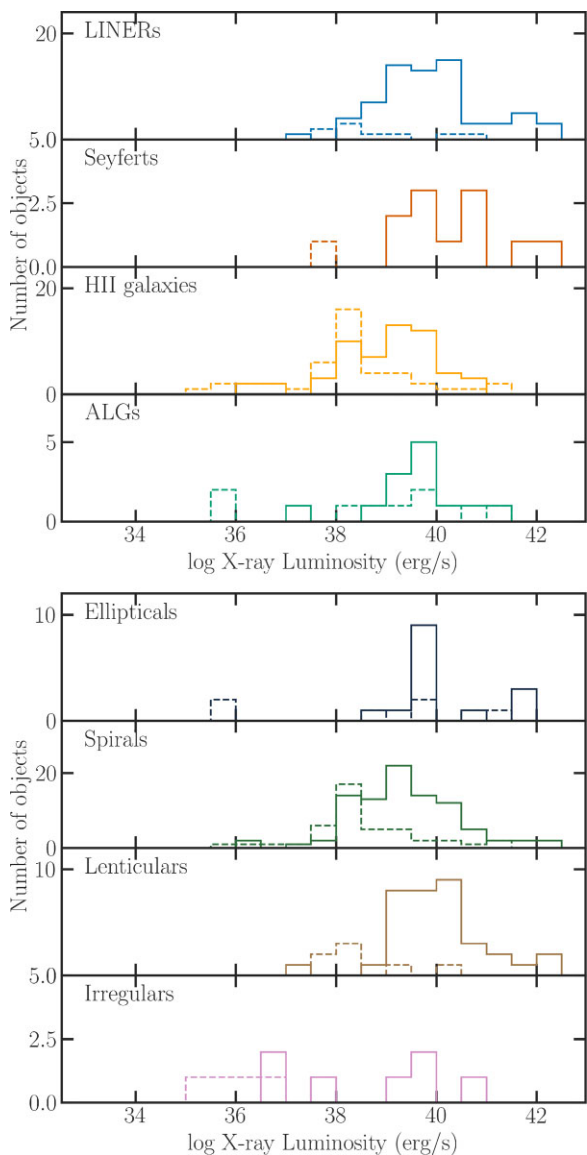 LINERs
20
5.0
Seyferts
2.5
0.0
Number of objects
HII galaxies
20
0
ALGs
5
0
34 36 38 40 42
log X-ray Luminosity (erg/s)
Ellipticals
10
0
Spirals
20
0
Number of objects
Lenticulars
10
5.0
Irregulars
2.5
0.0
34 36 38 40 42
log X-ray Luminosity (erg/s)